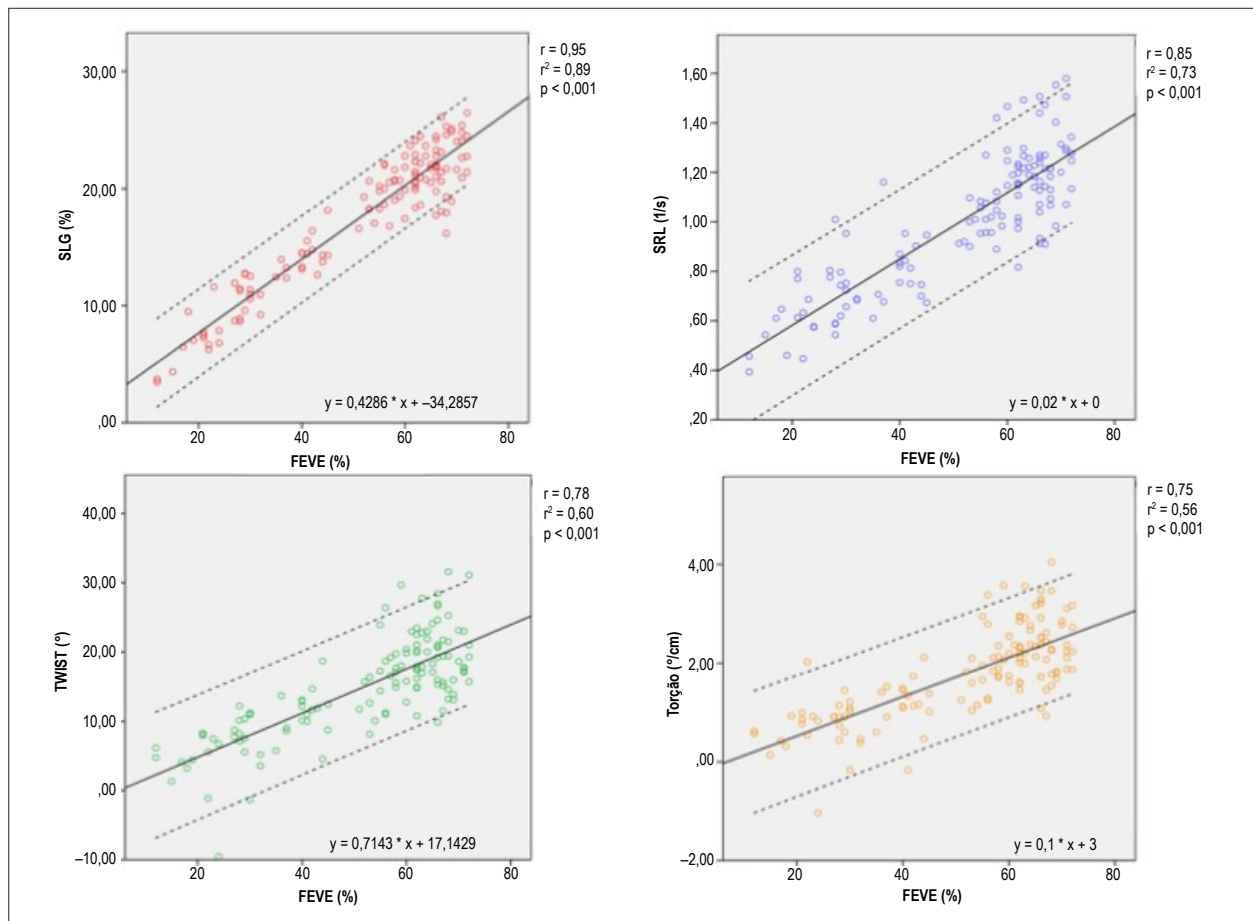 r = 0,95
r² = 0,89
p < 0,001
30,00
20,00
10,00
,00
SLG (%)
y = 0,4286 * x + –34,2857
20
40
60
80
FEVE (%)
r = 0,85
r² = 0,73
p < 0,001
1,60
1,40
1,20
1,00
,80
,60
,40
,20
SRL (1/s)
y = 0,02 * x + 0
20
40
60
80
FEVE (%)
r = 0,78
r² = 0,60
p < 0,001
40,00
30,00
20,00
10,00
,00
–10,00
TWIST (°)
y = 0,7143 * x + 17,1429
20
40
60
80
FEVE (%)
r = 0,75
r² = 0,56
p < 0,001
4,00
2,00
,00
–2,00
Torção (°/cm)
y = 0,1 * x + 3
20
40
60
80
FEVE (%)